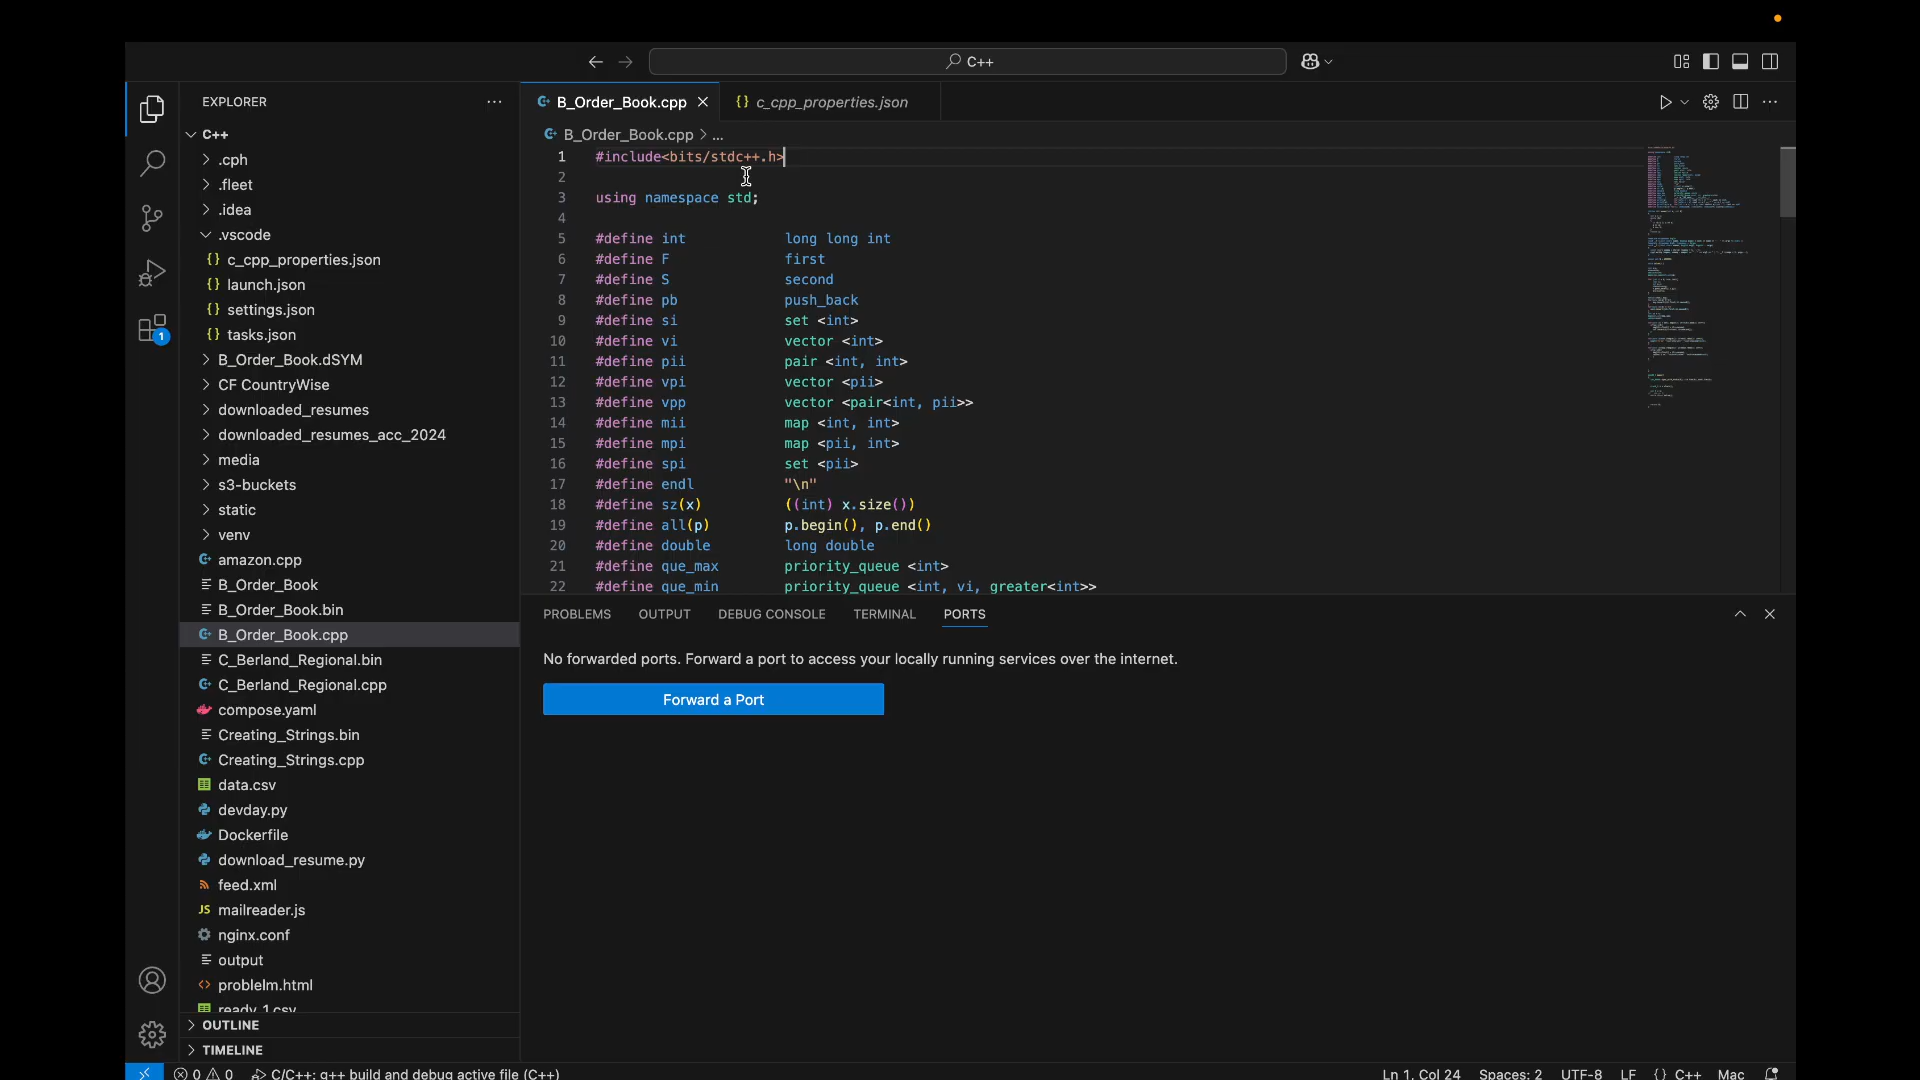 C++
EXPLORER
C++
.cph
.fleet
.idea
.vscode
{} c_cpp_properties.json
{} launch.json
{} settings.json
{} tasks.json
B_Order_Book.dSYM
CF CountryWise
downloaded_resumes
downloaded_resumes_acc_2024
media
s3-buckets
static
venv
amazon.cpp
B_Order_Book
B_Order_Book.bin
B_Order_Book.cpp
C_Berland_Regional.bin
C_Berland_Regional.cpp
compose.yaml
Creating_Strings.bin
Creating_Strings.cpp
data.csv
devday.py
Dockerfile
download_resume.py
feed.xml
JS mailreader.js
nginx.conf
output
problelm.html
ready_1.csv
OUTLINE
TIMELINE
1
B_Order_Book.cpp
{} c_cpp_properties.json
B_Order_Book.cpp > ...
1 #include<bits/stdc++.h>
2
3 using namespace std;
4
5 #define int long long int
6 #define F first
7 #define S second
8 #define pb push_back
9 #define si set <int>
10 #define vi vector <int>
11 #define pii pair <int, int>
12 #define vpi vector <pii>
13 #define vpp vector <pair<int, pii>>
14 #define mii map <int, int>
15 #define mpi map <pii, int>
16 #define spi set <pii>
17 #define endl "\n"
18 #define sz(x) ((int) x.size())
19 #define all(p) p.begin(), p.end()
20 #define double long double
21 #define que_max priority_queue <int>
22 #define que_min priority_queue <int, vi, greater<int>>
PROBLEMS OUTPUT DEBUG CONSOLE TERMINAL PORTS
No forwarded ports. Forward a port to access your locally running services over the internet.
Forward a Port
0 0 C/C++: g++ build and debug active file (C++) Ln 1, Col 24 Spaces: 2 UTF-8 LF {} C++ Mac